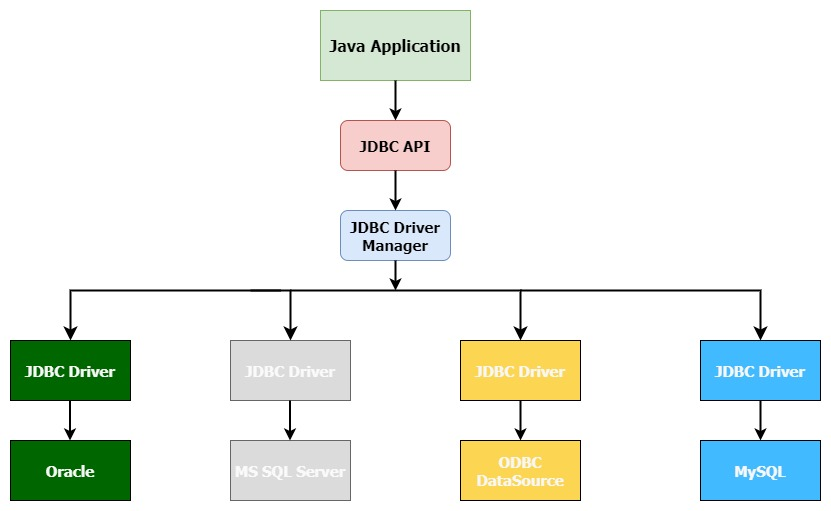 Java Application
JDBC API
JDBC Driver
Manager
JDBC Driver
JDBC Driver
JDBC Driver
JDBC Driver
Oracle
MS SQL Server
ODBC
DataSource
MySQL